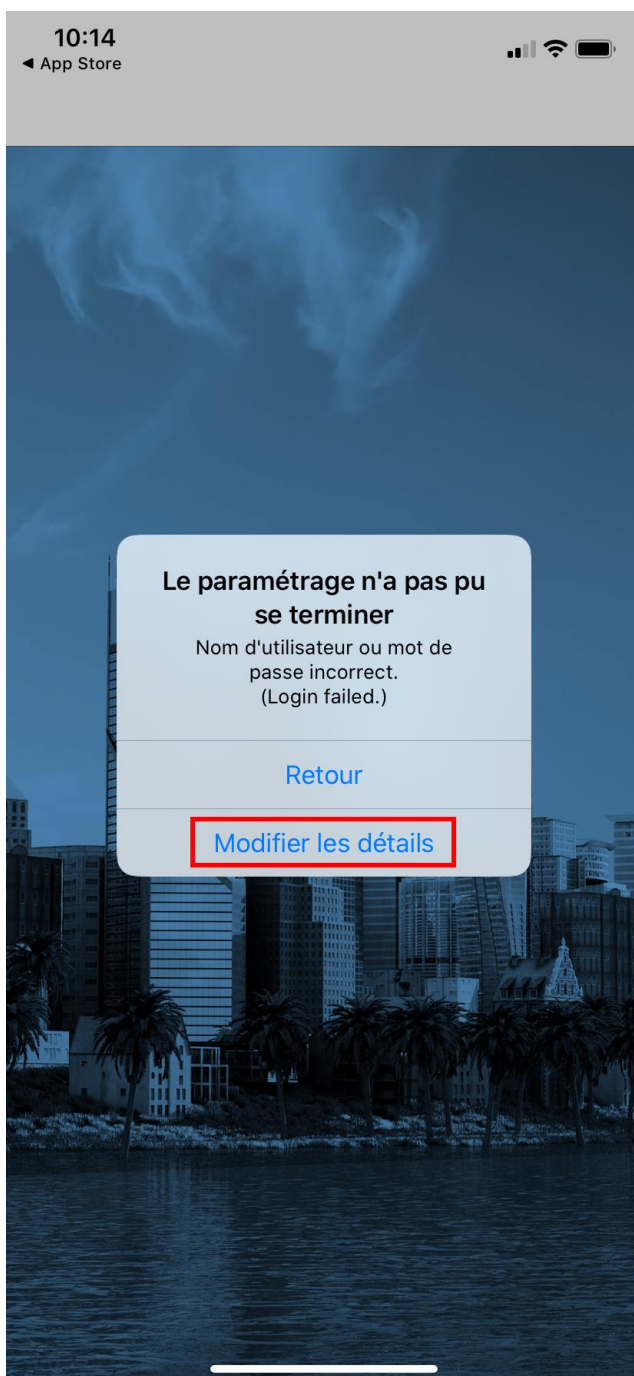 10:14
◀ App Store
Le paramétrage n'a pas pu
se terminer
Nom d'utilisateur ou mot de
passe incorrect.
(Login failed.)
Retour
Modifier les détails